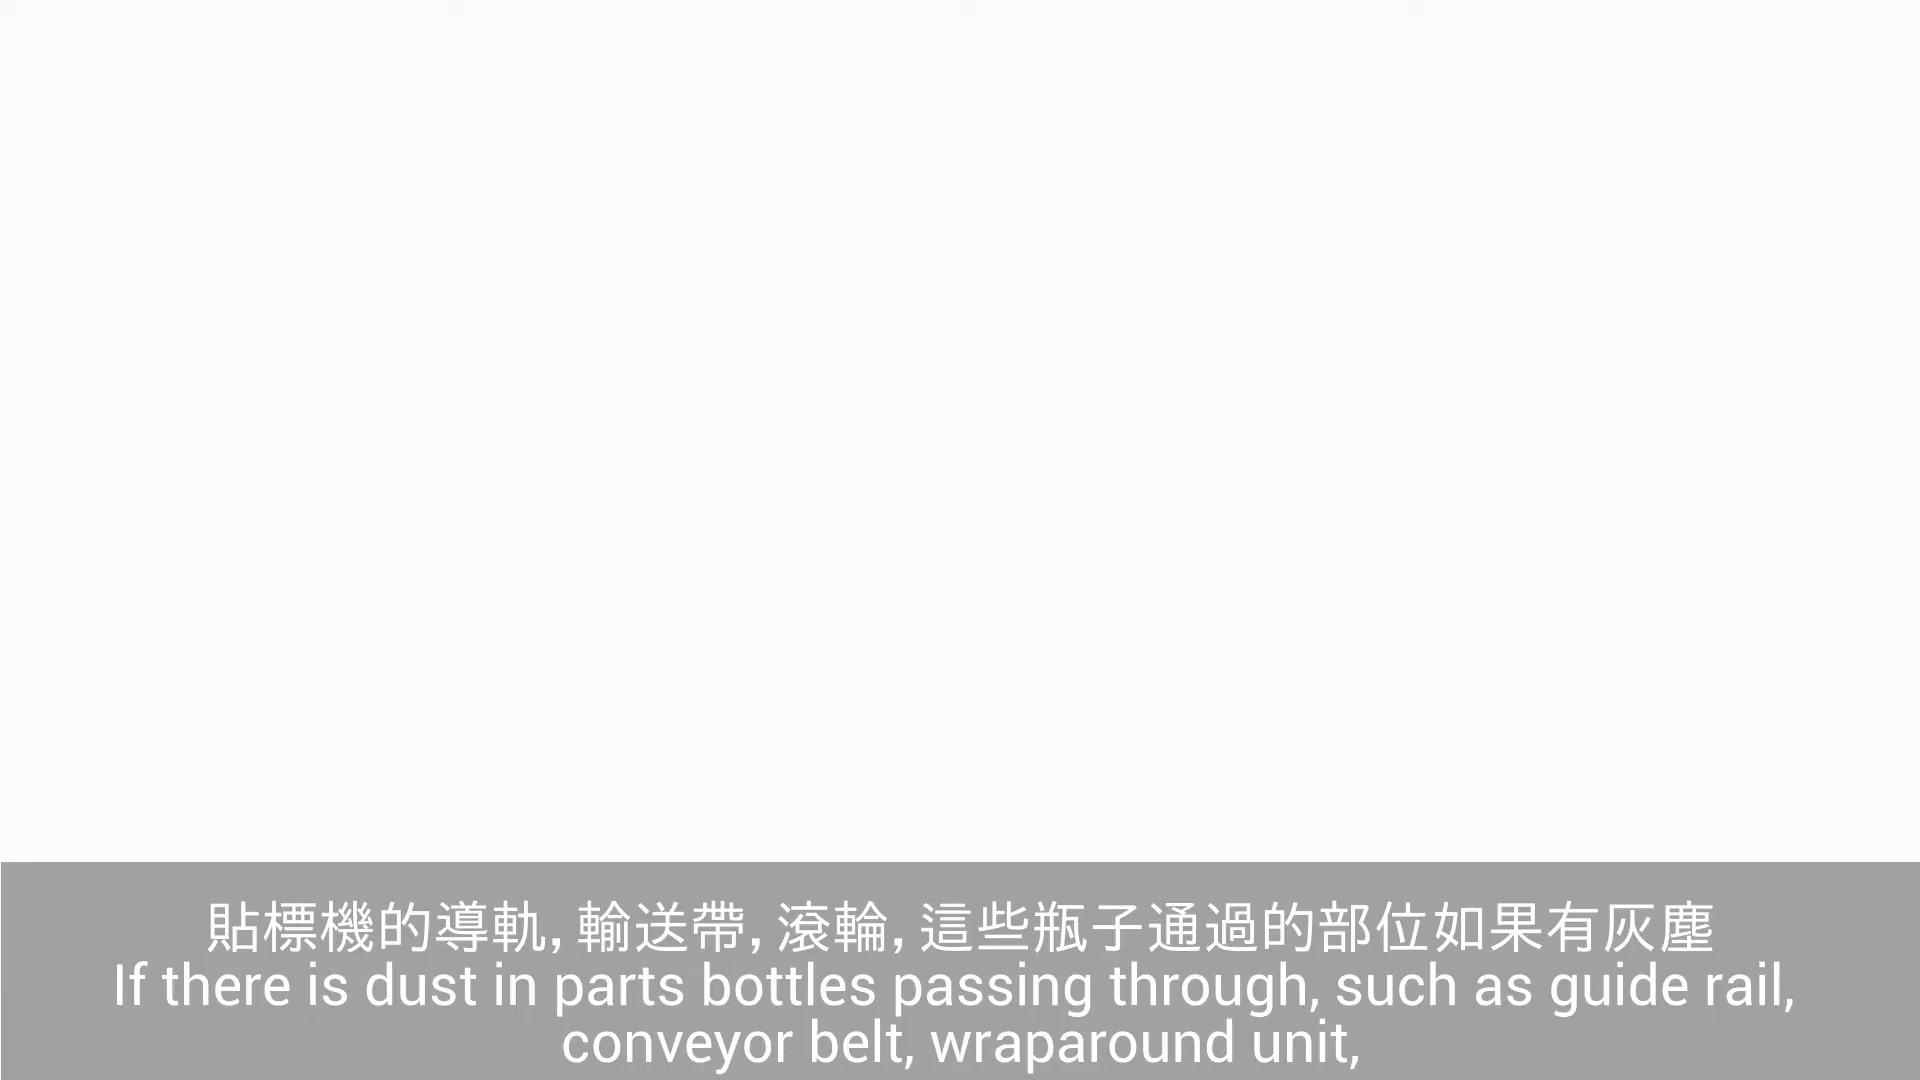 貼標機的導軌，輸送帶，滾輪，這些瓶子通過的部位如果有灰塵
If there is dust in parts bottles passing through, such as guide rail,
conveyor belt, wraparound unit,